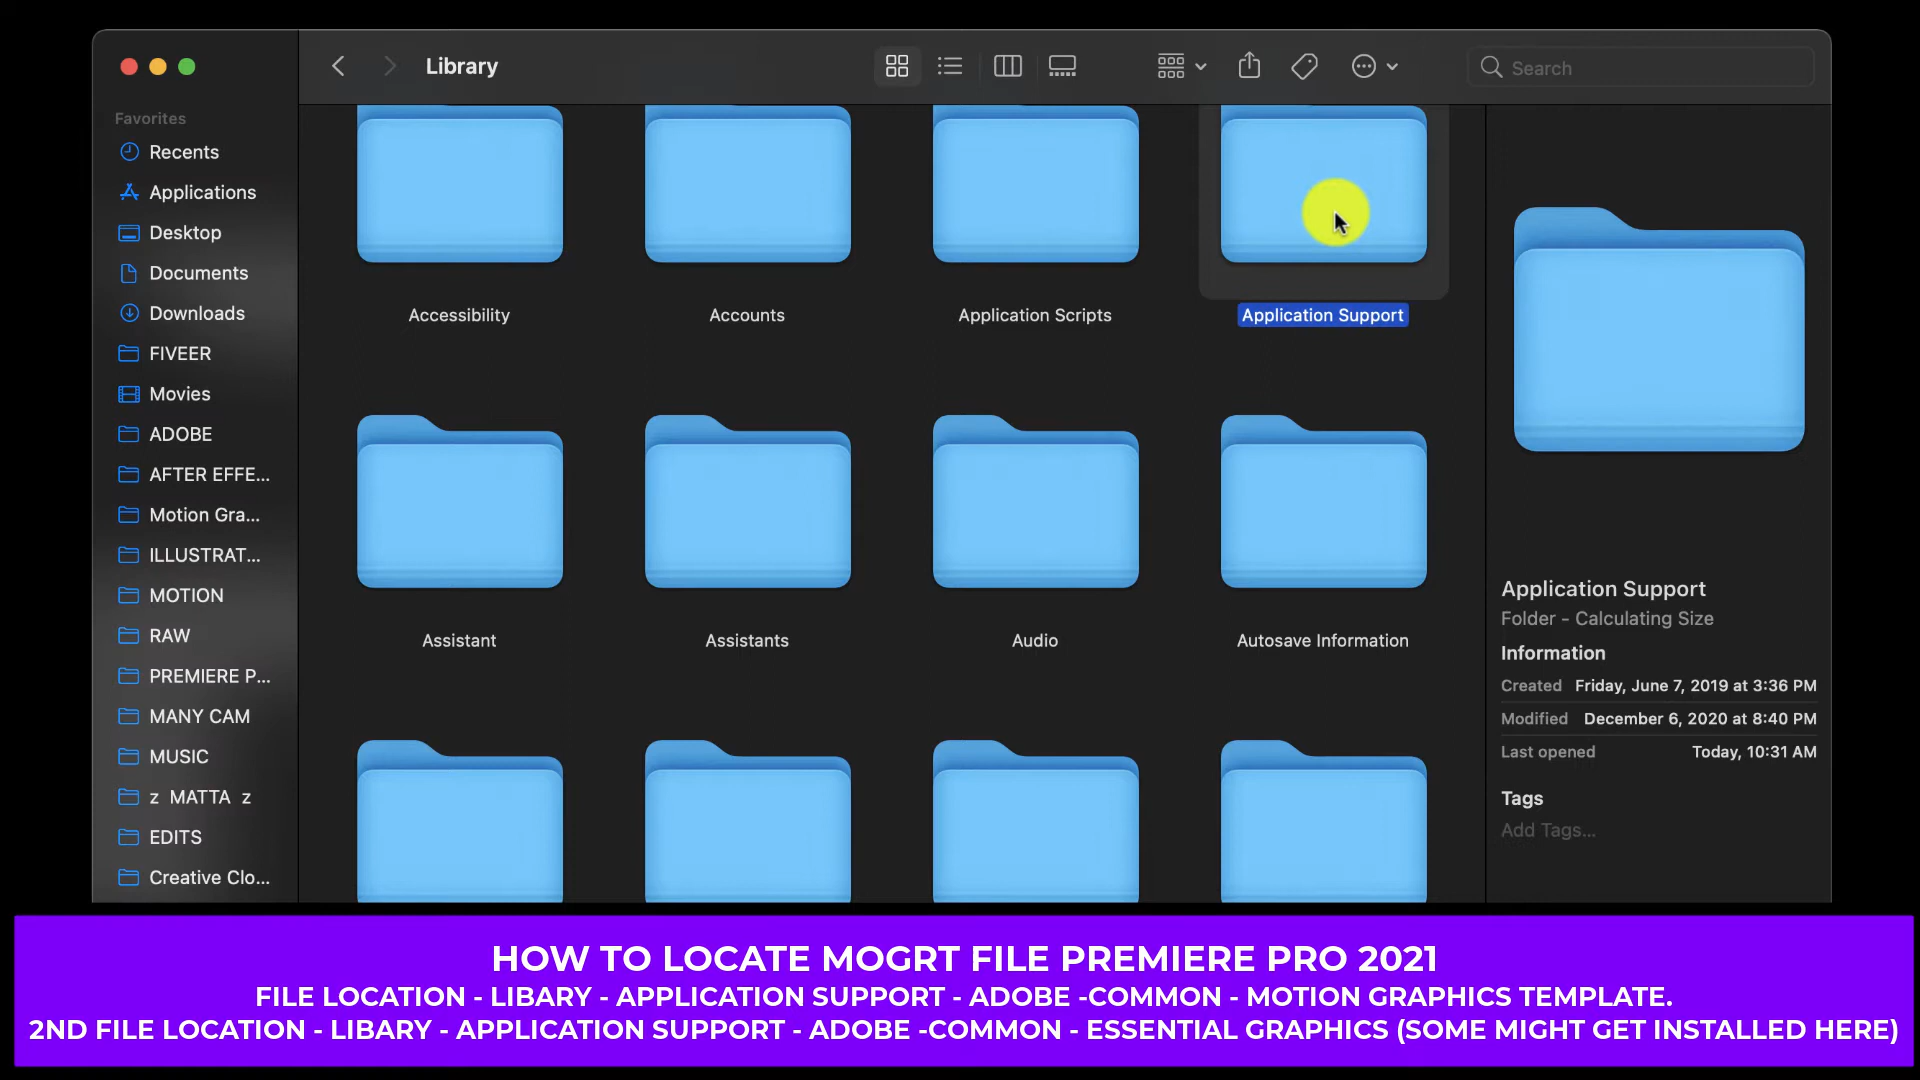 Library
Search
Favorites
Recents
Applications
Desktop
Documents
Downloads
FIVEER
Movies
ADOBE
AFTER EFFE...
Motion Gra...
ILLUSTRAT...
MOTION
RAW
PREMIERE P...
MANY CAM
MUSIC
z MATTA z
EDITS
Creative Clo...
Accessibility
Accounts
Application Scripts
Application Support
Assistant
Assistants
Audio
Autosave Information
Application Support
Folder - Calculating Size
Information
Created Friday, June 7, 2019 at 3:36 PM
Modified December 6, 2020 at 8:40 PM
Last opened Today, 10:31 AM
Tags
Add Tags...
HOW TO LOCATE MOGRT FILE PREMIERE PRO 2021
FILE LOCATION - LIBARY - APPLICATION SUPPORT - ADOBE -COMMON - MOTION GRAPHICS TEMPLATE.
2ND FILE LOCATION - LIBARY - APPLICATION SUPPORT - ADOBE -COMMON - ESSENTIAL GRAPHICS (SOME MIGHT GET INSTALLED HERE)